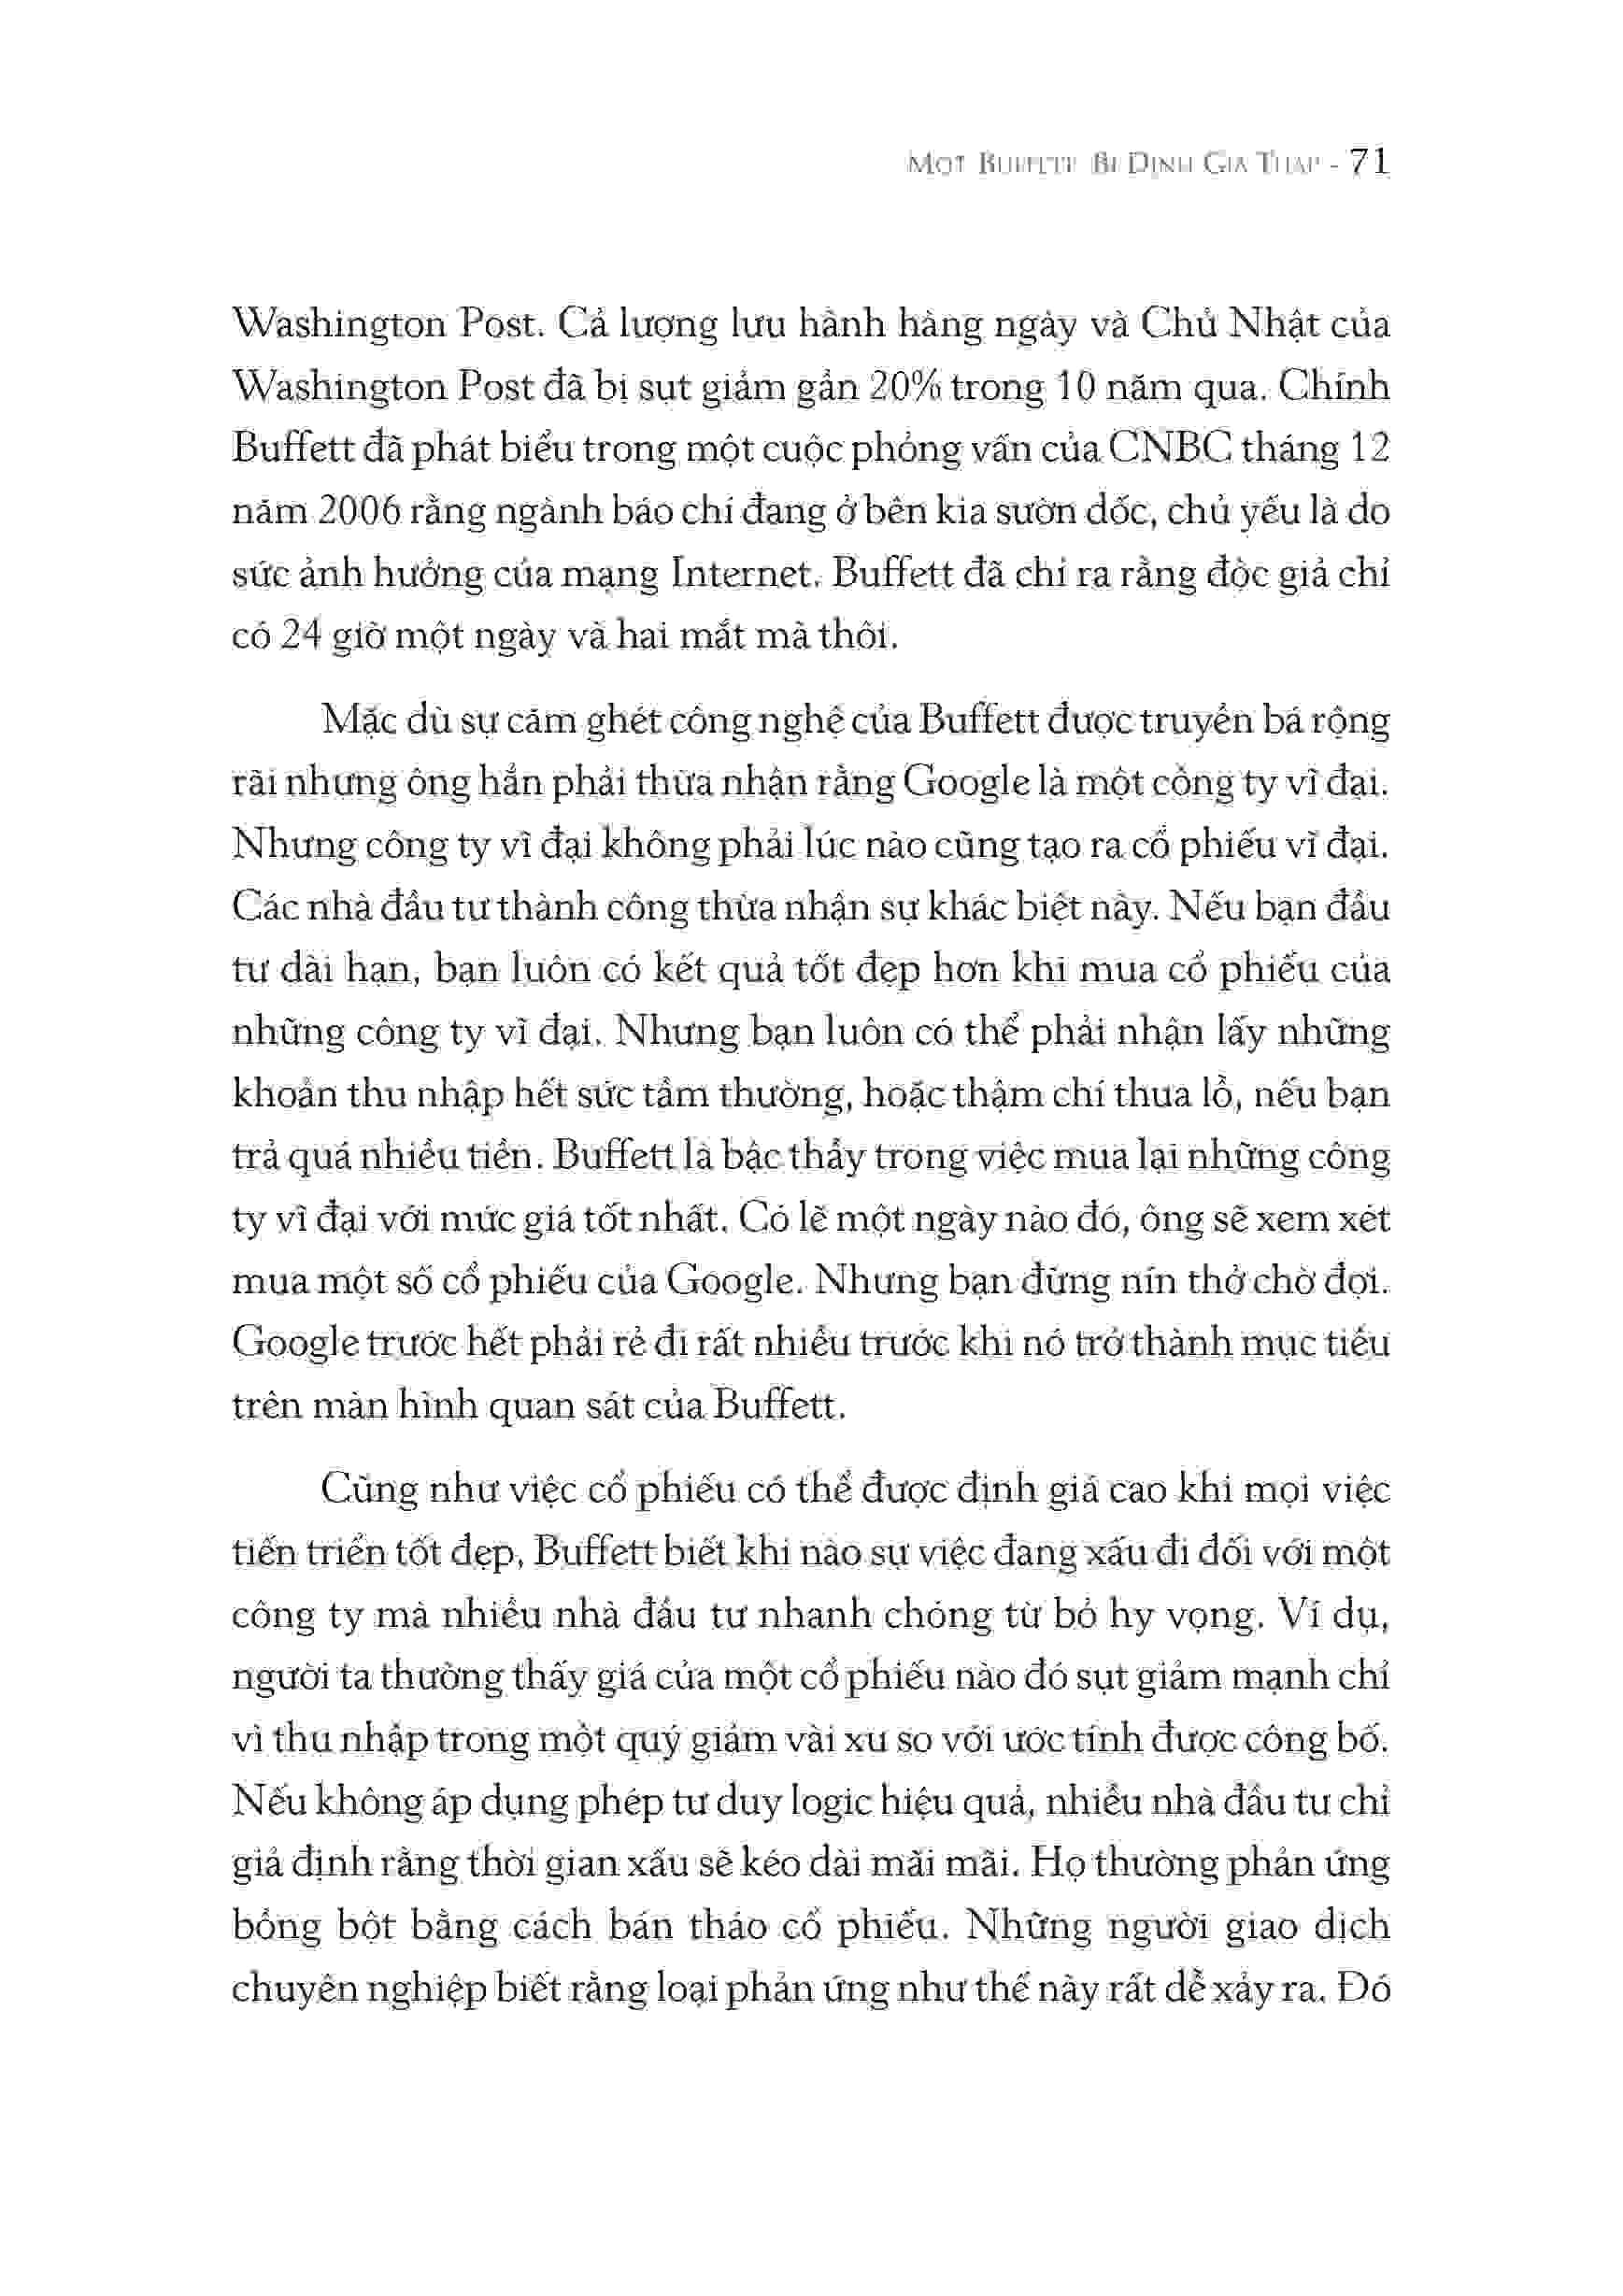 MỘT BUFFETT BỊ ĐỊNH GIÁ THẤP - 71
Washington Post. Cả lượng lưu hành hàng ngày và Chủ Nhật của
Washington Post đã bị sụt giảm gần 20% trong 10 năm qua. Chính
Buffett đã phát biểu trong một cuộc phỏng vấn của CNBC tháng 12
năm 2006 rằng ngành báo chí đang ở bên kia sườn dốc, chủ yếu là do
sức ảnh hưởng của mạng Internet. Buffett đã chỉ ra rằng độc giả chỉ
có 24 giờ một ngày và hai mắt mà thôi.
Mặc dù sự căm ghét công nghệ của Buffett được truyền bá rộng
rãi nhưng ông hẳn phải thừa nhận rằng Google là một công ty vĩ đại.
Nhưng công ty vĩ đại không phải lúc nào cũng tạo ra cổ phiếu vĩ đại.
Các nhà đầu tư thành công thừa nhận sự khác biệt này. Nếu bạn đầu
tư dài hạn, bạn luôn có kết quả tốt đẹp hơn khi mua cổ phiếu của
những công ty vĩ đại. Nhưng bạn luôn có thể phải nhận lấy những
khoản thu nhập hết sức tầm thường, hoặc thậm chí thua lỗ, nếu bạn
trả quá nhiều tiền. Buffett là bậc thầy trong việc mua lại những công
ty vĩ đại với mức giá tốt nhất. Có lẽ một ngày nào đó, ông sẽ xem xét
mua một số cổ phiếu của Google. Nhưng bạn đừng nín thở chờ đợi.
Google trước hết phải rẻ đi rất nhiều trước khi nó trở thành mục tiêu
trên màn hình quan sát của Buffett.
Cũng như việc cổ phiếu có thể được định giá cao khi mọi việc
tiến triển tốt đẹp, Buffett biết khi nào sự việc đang xấu đi đối với một
công ty mà nhiều nhà đầu tư nhanh chóng từ bỏ hy vọng. Ví dụ,
người ta thường thấy giá của một cổ phiếu nào đó sụt giảm mạnh chỉ
vì thu nhập trong một quý giảm vài xu so với ước tính được công bố.
Nếu không áp dụng phép tư duy logic hiệu quả, nhiều nhà đầu tư chỉ
giả định rằng thời gian xấu sẽ kéo dài mãi mãi. Họ thường phản ứng
bồng bột bằng cách bán tháo cổ phiếu. Những người giao dịch
chuyên nghiệp biết rằng loại phản ứng như thế này rất dễ xảy ra. Đó